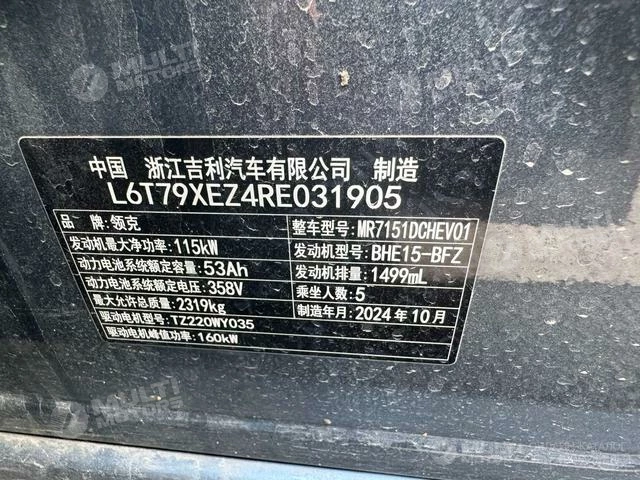 MULTI MOTORS
中国 浙江吉利汽车有限公司 制造
L6T79XEZ4RE031905
品牌:领克 整车型号:MR7151DCHEV01
发动机最大净功率:115kW 发动机型号:BHE15-BFZ
动力电池系统额定容量:53Ah 发动机排量:1499mL
动力电池系统额定电压:358V 乘坐人数:5
最大允许总质量:2319kg 制造年月:2024年10月
驱动电机型号:TZ220WY035
驱动电机峰值功率:160kW
MULTI MOTORS